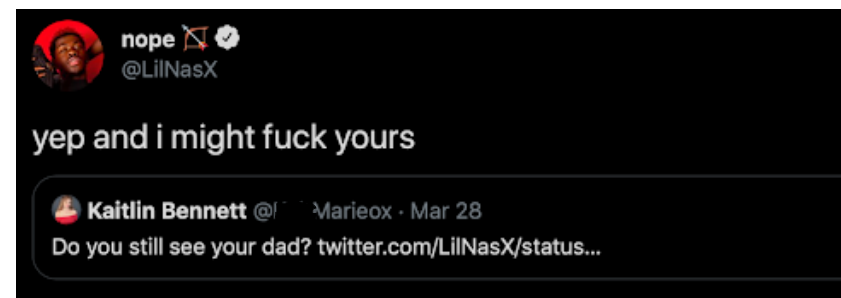 nope
@LilNasX
yep and i might fuck yours
Kaitlin Bennett @ Marieox · Mar 28
Do you still see your dad? twitter.com/LilNasX/status...